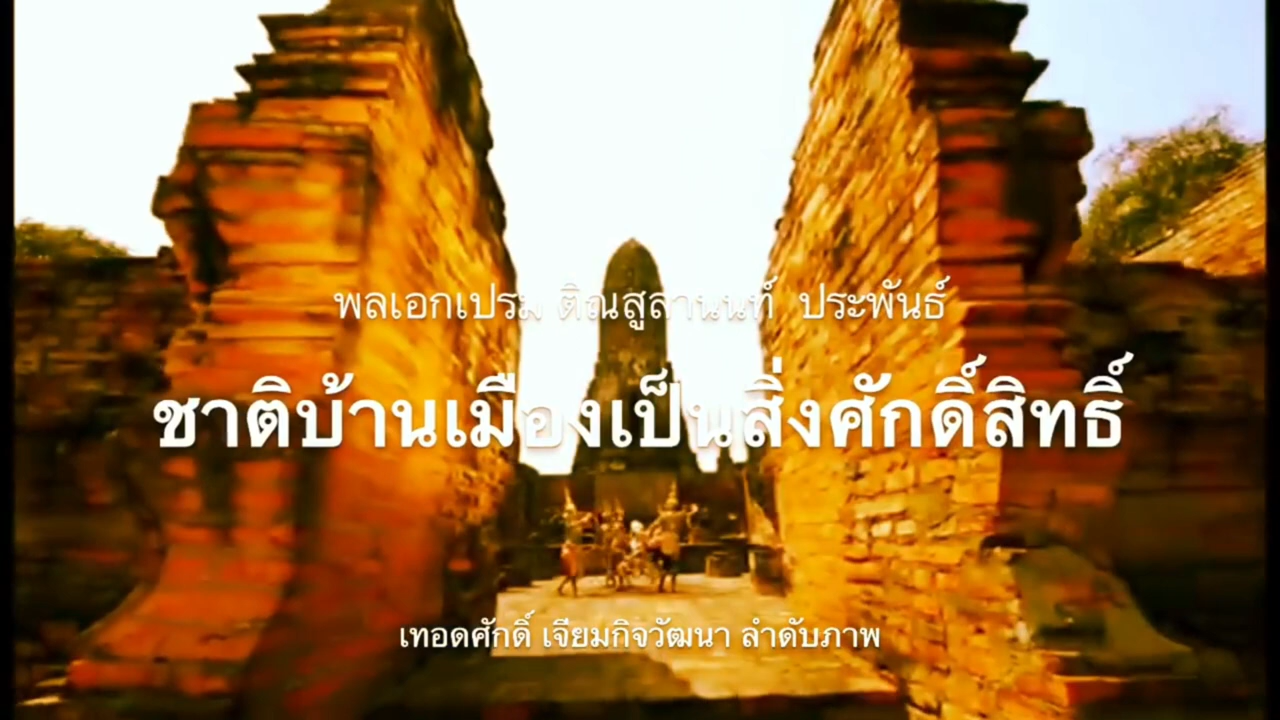 พลเอกเปรม ติณสูลานนท์ ประพันธ์
ชาติบ้านเมืองเป็นสิ่งศักดิ์สิทธิ์
เทอดศักดิ์ เจียมกิจวัฒนา ลำดับภาพ